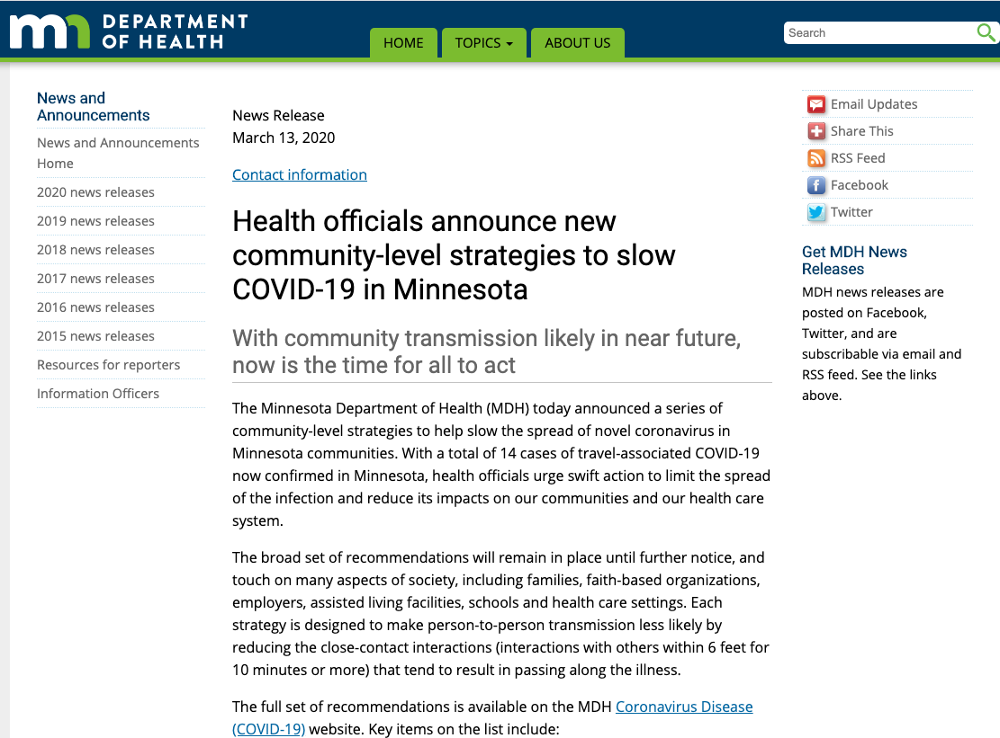 DEPARTMENT
OF HEALTH
HOME
TOPICS
ABOUT US
Search
News and
Announcements
News and Announcements
Home
2020 news releases
2019 news releases
2018 news releases
2017 news releases
2016 news releases
2015 news releases
Resources for reporters
Information Officers
News Release
March 13, 2020
Contact information
Health officials announce new
community-level strategies to slow
COVID-19 in Minnesota
With community transmission likely in near future,
now is the time for all to act
The Minnesota Department of Health (MDH) today announced a series of
community-level strategies to help slow the spread of novel coronavirus in
Minnesota communities. With a total of 14 cases of travel-associated COVID-19
now confirmed in Minnesota, health officials urge swift action to limit the spread
of the infection and reduce its impacts on our communities and our health care
system.
The broad set of recommendations will remain in place until further notice, and
touch on many aspects of society, including families, faith-based organizations,
employers, assisted living facilities, schools and health care settings. Each
strategy is designed to make person-to-person transmission less likely by
reducing the close-contact interactions (interactions with others within 6 feet for
10 minutes or more) that tend to result in passing along the illness.
The full set of recommendations is available on the MDH Coronavirus Disease
(COVID-19) website. Key items on the list include:
Email Updates
Share This
RSS Feed
Facebook
Twitter
Get MDH News
Releases
MDH news releases are
posted on Facebook,
Twitter, and are
subscribable via email and
RSS feed. See the links
above.